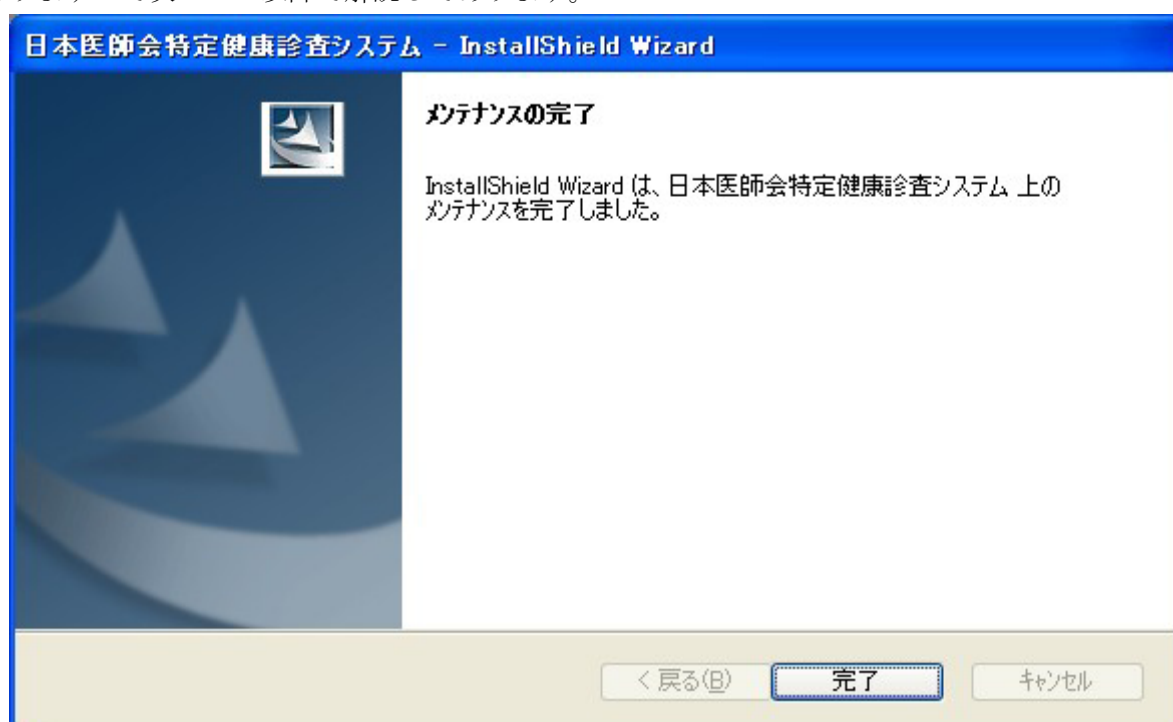 日本医師会特定健康診査システム - InstallShield Wizard
メンテナンスの完了
InstallShield Wizard は、日本医師会特定健康診査システム 上の
メンテナンスを完了しました。
< 戻る(B)
完了
キャンセル